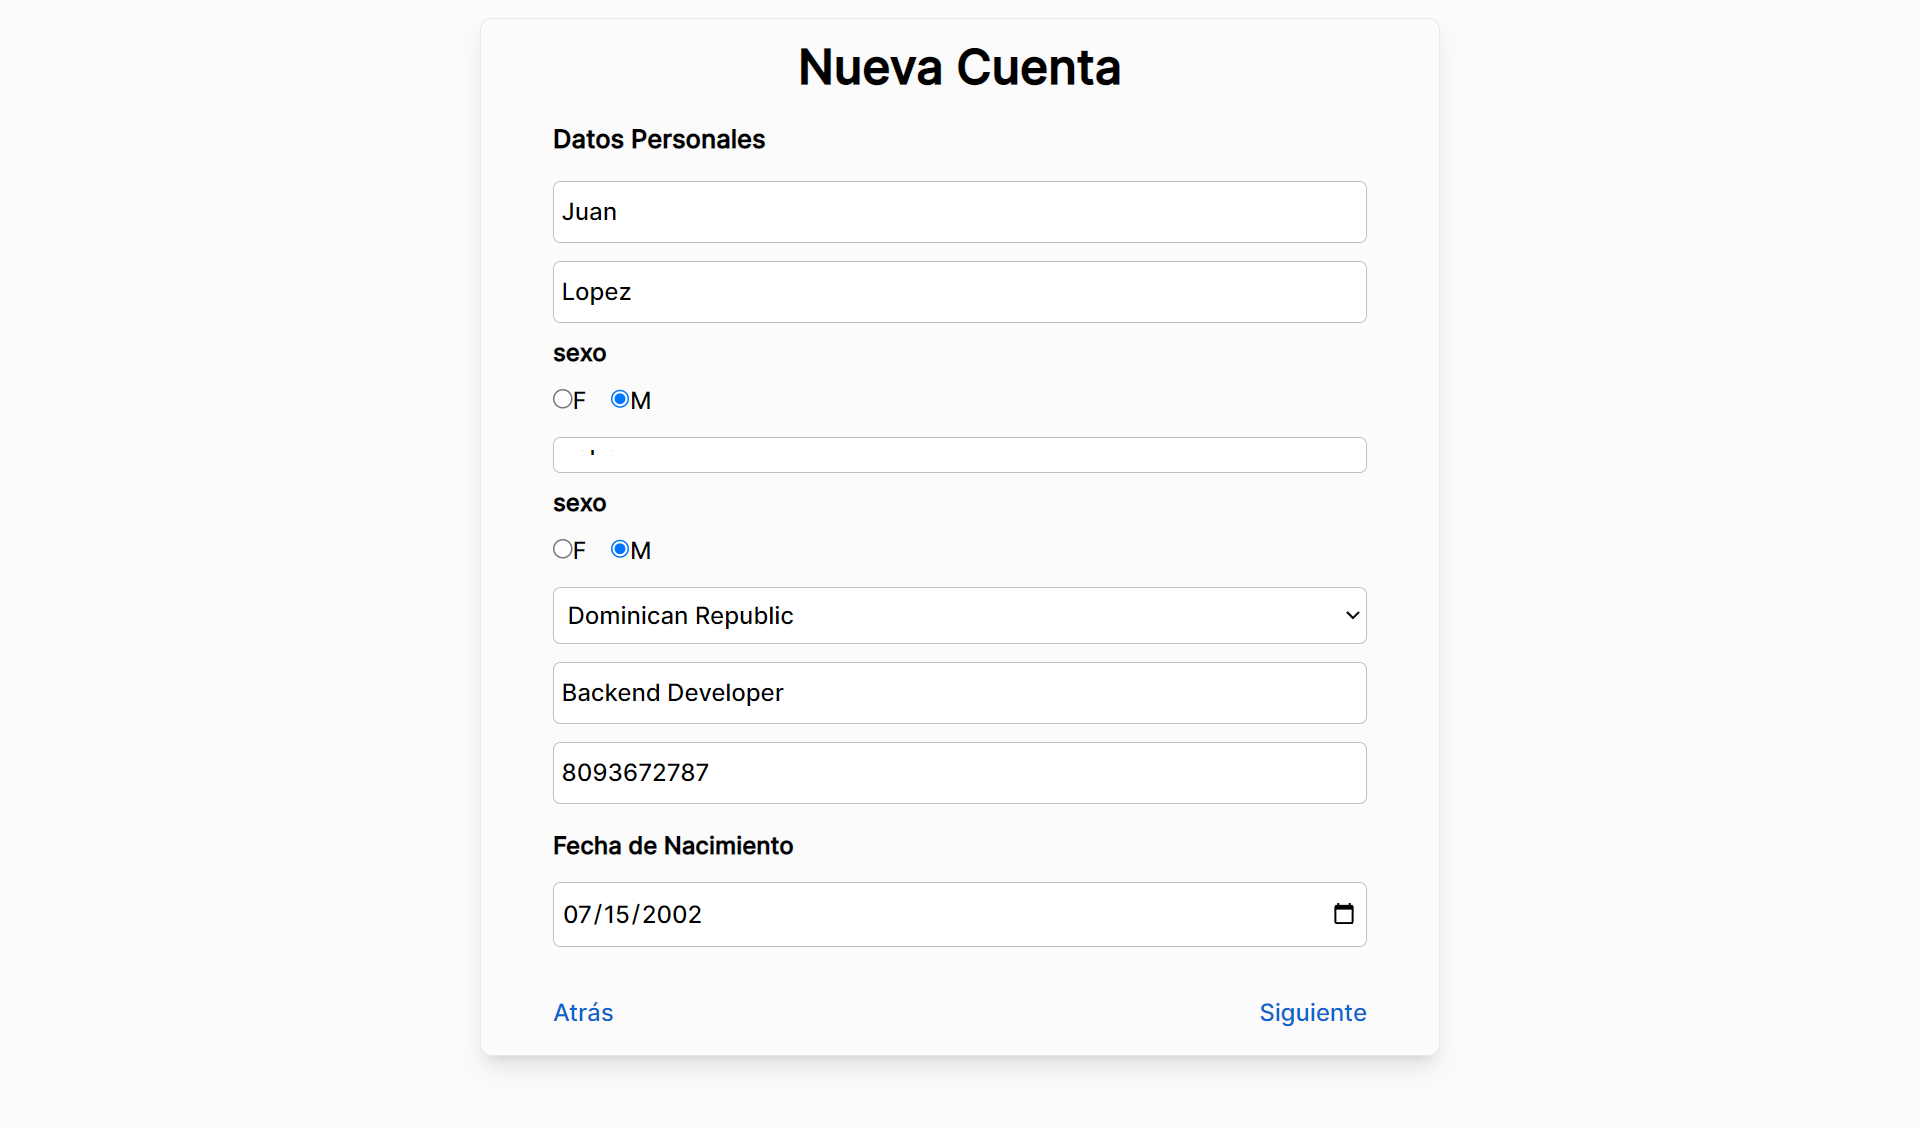 Nueva Cuenta
Datos Personales
Juan
Lopez
sexo
F M
sexo
F M
Dominican Republic
Backend Developer
8093672787
Fecha de Nacimiento
07/15/2002
Atrás Siguiente